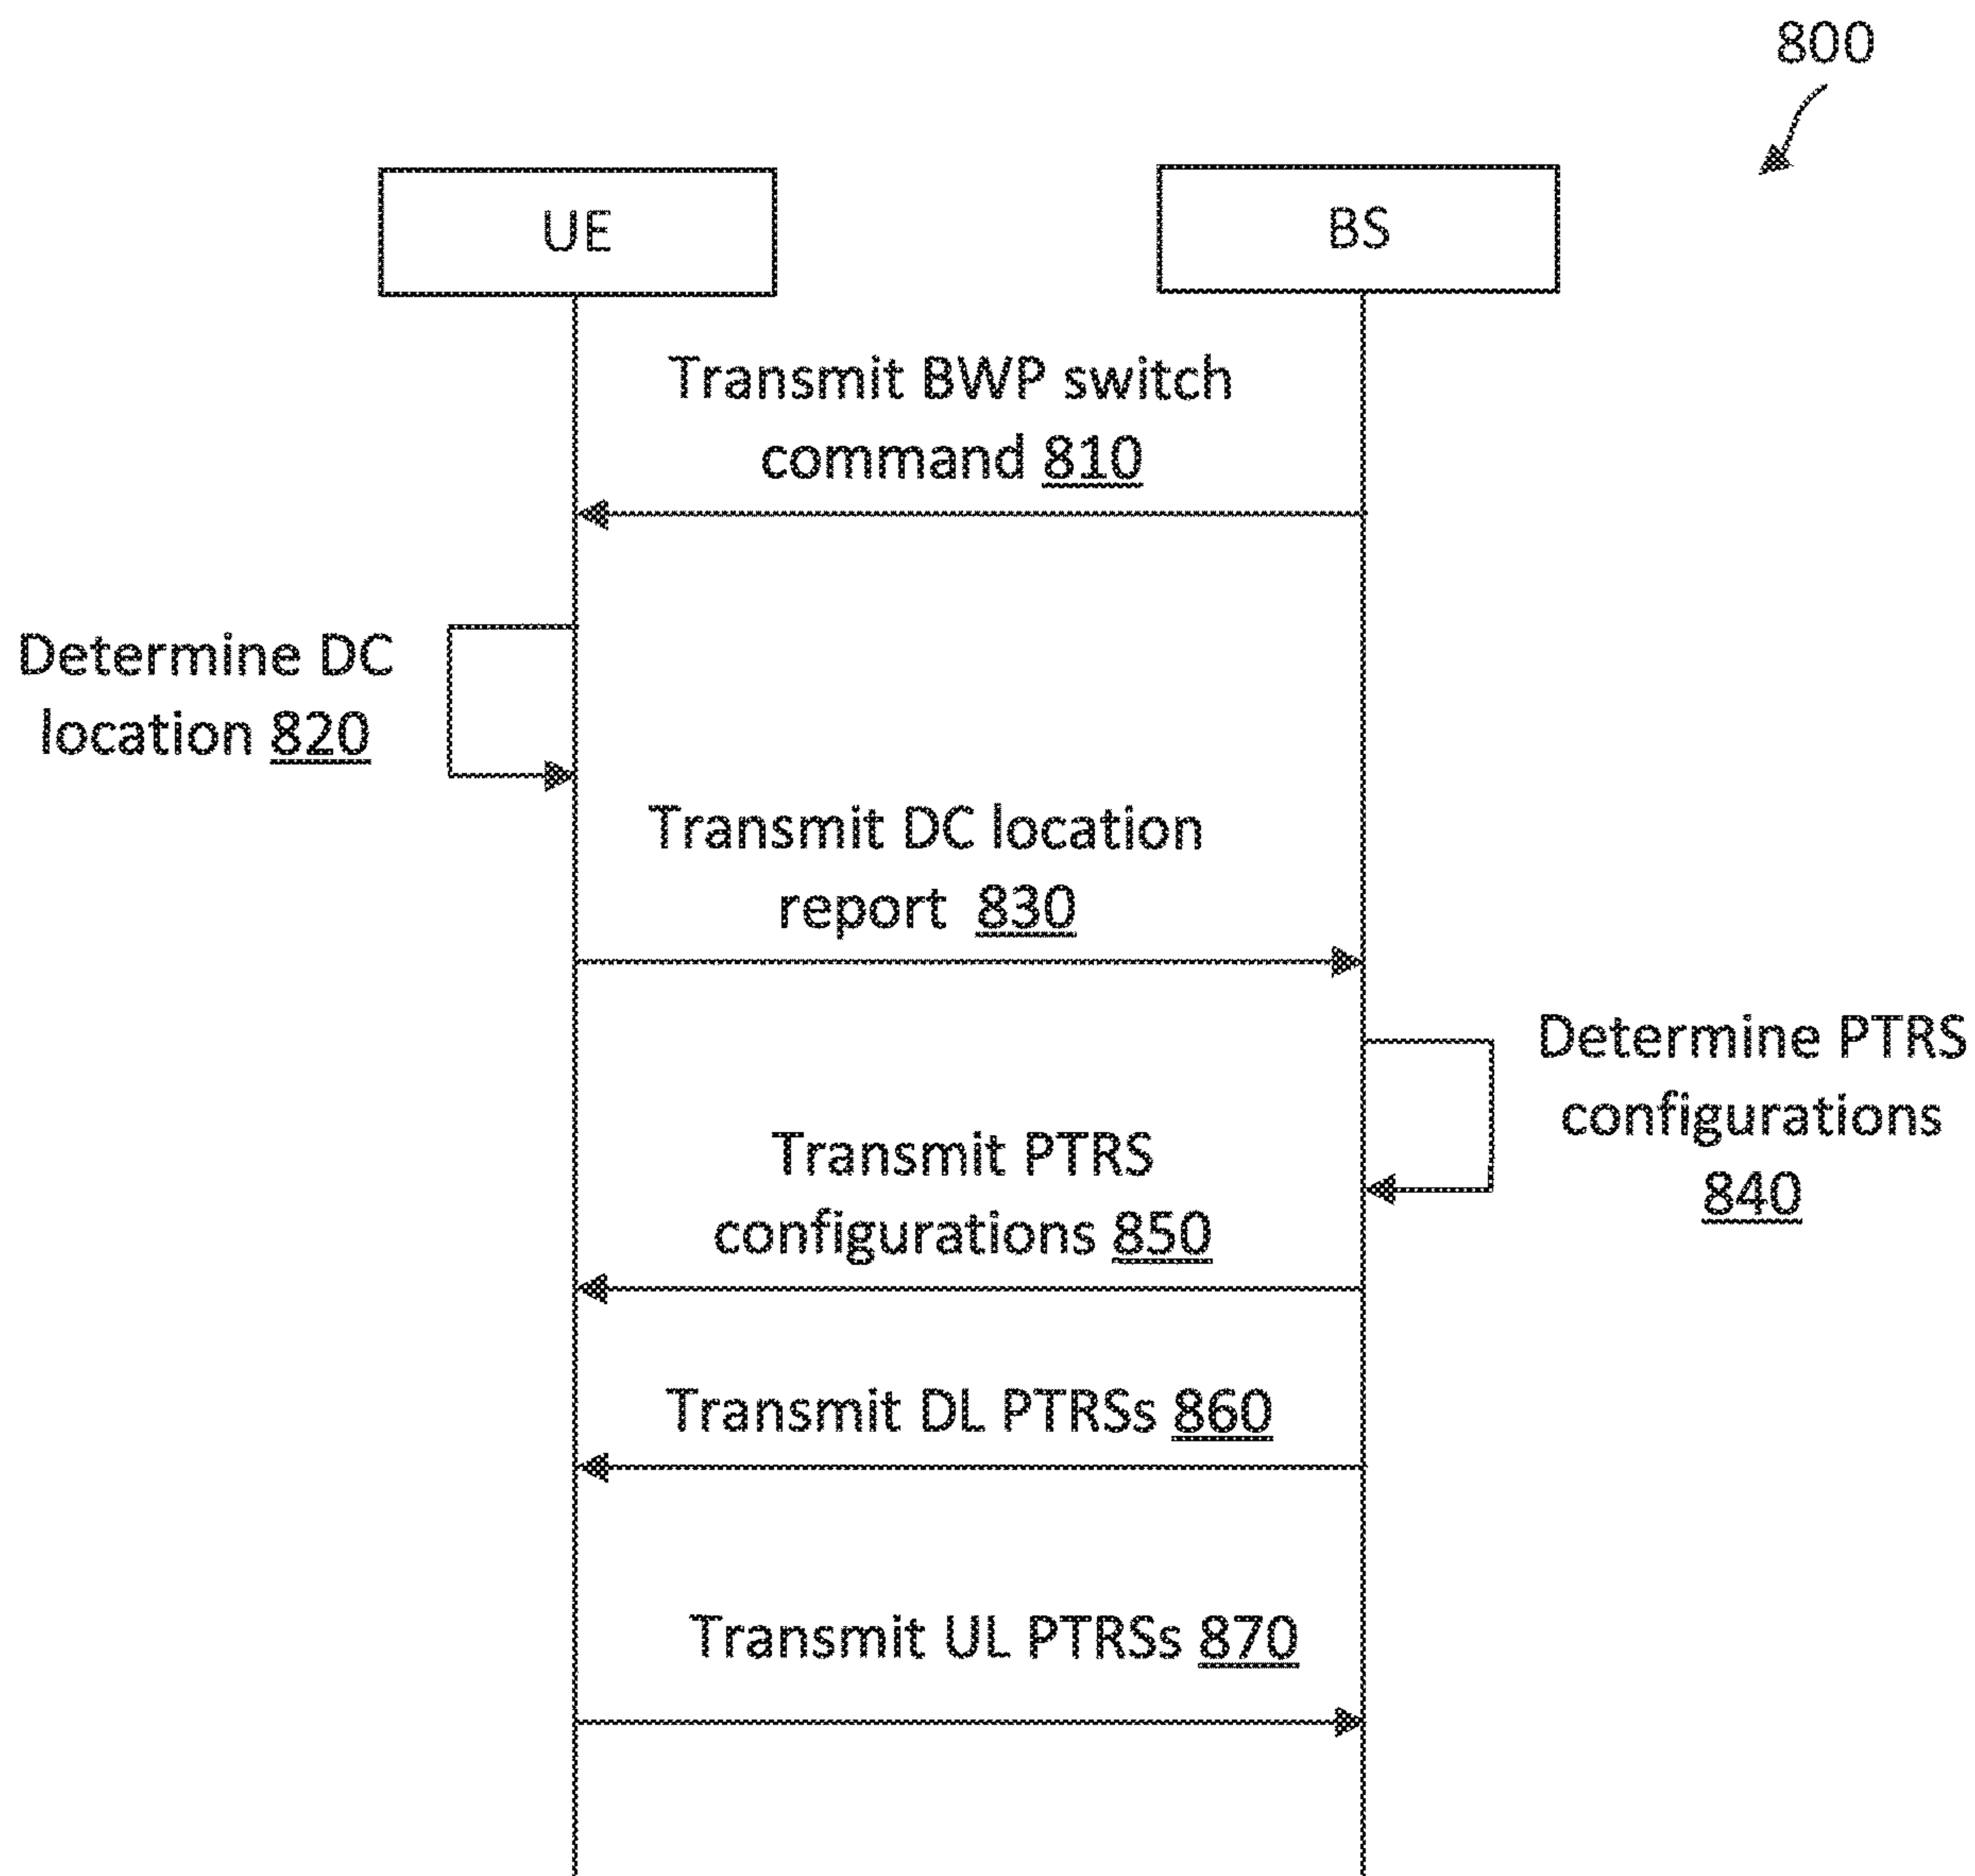 800
UE
BS
Transmit BWP switch
command 810
Determine DC
location 820
Transmit DC location
report 830
Determine PTRS
configurations
840
Transmit PTRS
configurations 850
Transmit DL PTRSs 860
Transmit UL PTRSs 870